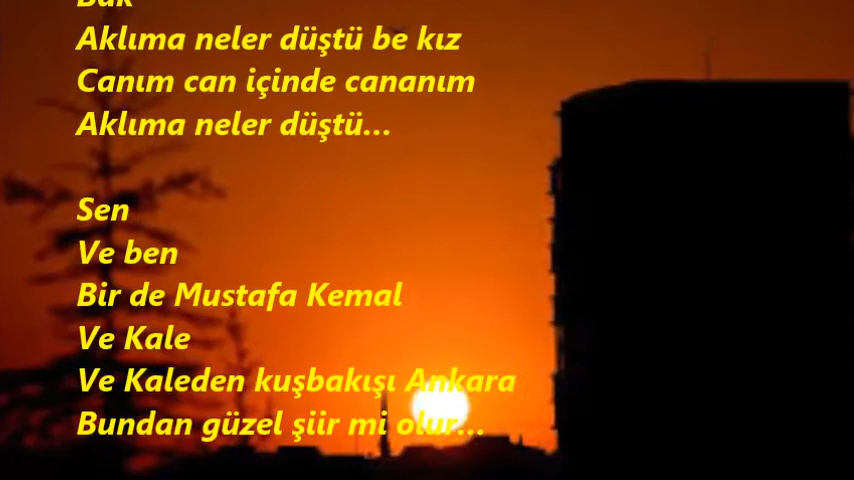 Bak
Aklıma neler düştü be kız
Canım can içinde cananım
Aklıma neler düştü...
Sen
Ve ben
Bir de Mustafa Kemal
Ve Kale
Ve Kaleden kuşbakışı Ankara
Bundan güzel şiir mi olur...